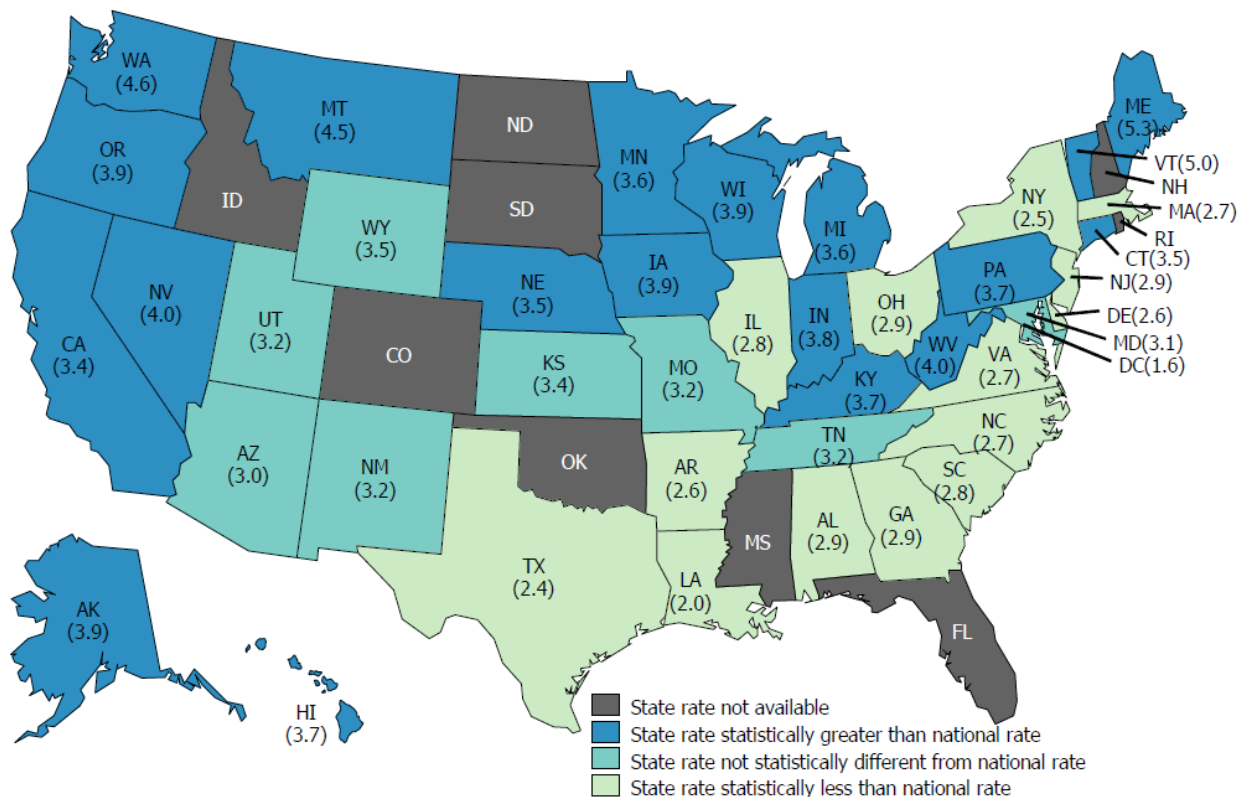 WA
(4.6)
MT
(4.5)
ND
ME
(5.3)
OR
(3.9)
MN
(3.6)
VT(5.0)
NH
ID
SD
WI
(3.9)
NY
(2.5)
MA(2.7)
WY
(3.5)
MI
(3.6)
RI
CT(3.5)
NJ(2.9)
NE
(3.5)
IA
(3.9)
PA
(3.7)
NV
(4.0)
UT
(3.2)
IL
(2.8)
IN
(3.8)
OH
(2.9)
DE(2.6)
MD(3.1)
DC(1.6)
CA
(3.4)
CO
KS
(3.4)
MO
(3.2)
WV
(4.0)
VA
(2.7)
KY
(3.7)
NC
(2.7)
TN
(3.2)
AZ
(3.0)
NM
(3.2)
OK
AR
(2.6)
SC
(2.8)
MS
AL
(2.9)
GA
(2.9)
TX
(2.4)
LA
(2.0)
AK
(3.9)
FL
HI
(3.7)
State rate not available
State rate statistically greater than national rate
State rate not statistically different from national rate
State rate statistically less than national rate